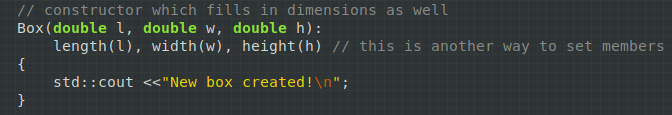 // constructor which fills in dimensions as well
Box(double l, double w, double h):
    length(l), width(w), height(h) // this is another way to set members
{
    std::cout <<"New box created!\n";
}